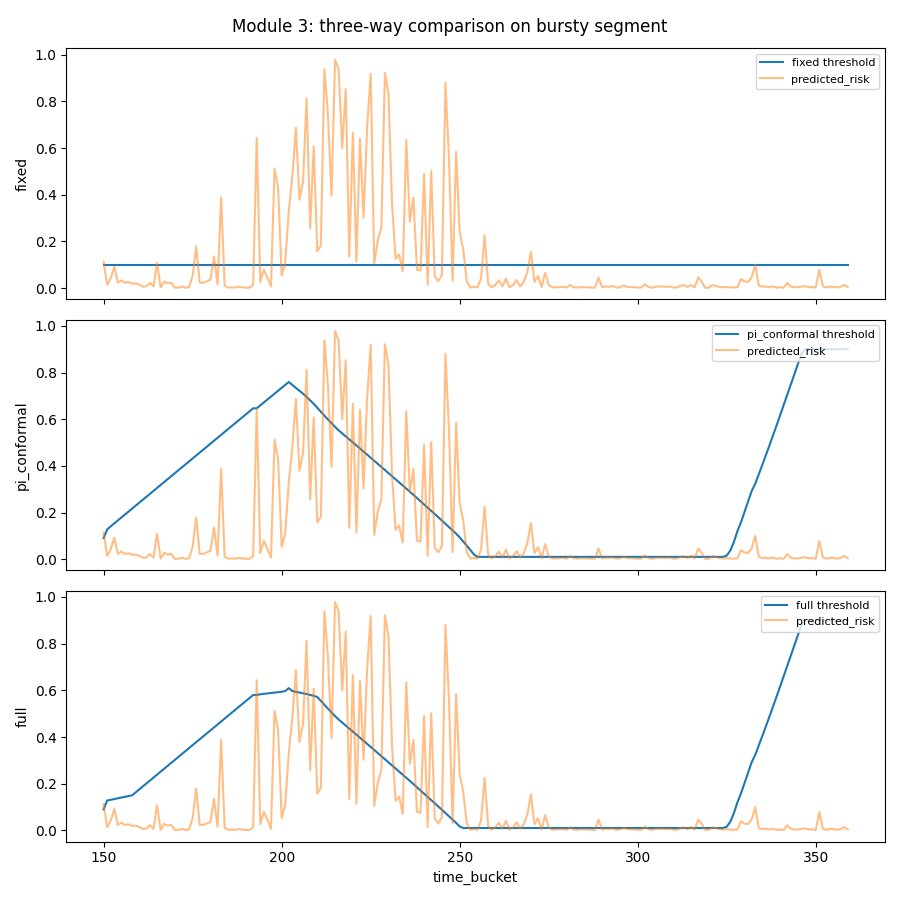 Module 3: three-way comparison on bursty segment
1.0
0.8
0.6
0.4
0.2
0.0
fixed
fixed threshold
predicted_risk
1.0
0.8
0.6
0.4
0.2
0.0
pi_conformal
pi_conformal threshold
predicted_risk
1.0
0.8
0.6
0.4
0.2
0.0
full
full threshold
predicted_risk
150
200
250
300
350
time_bucket